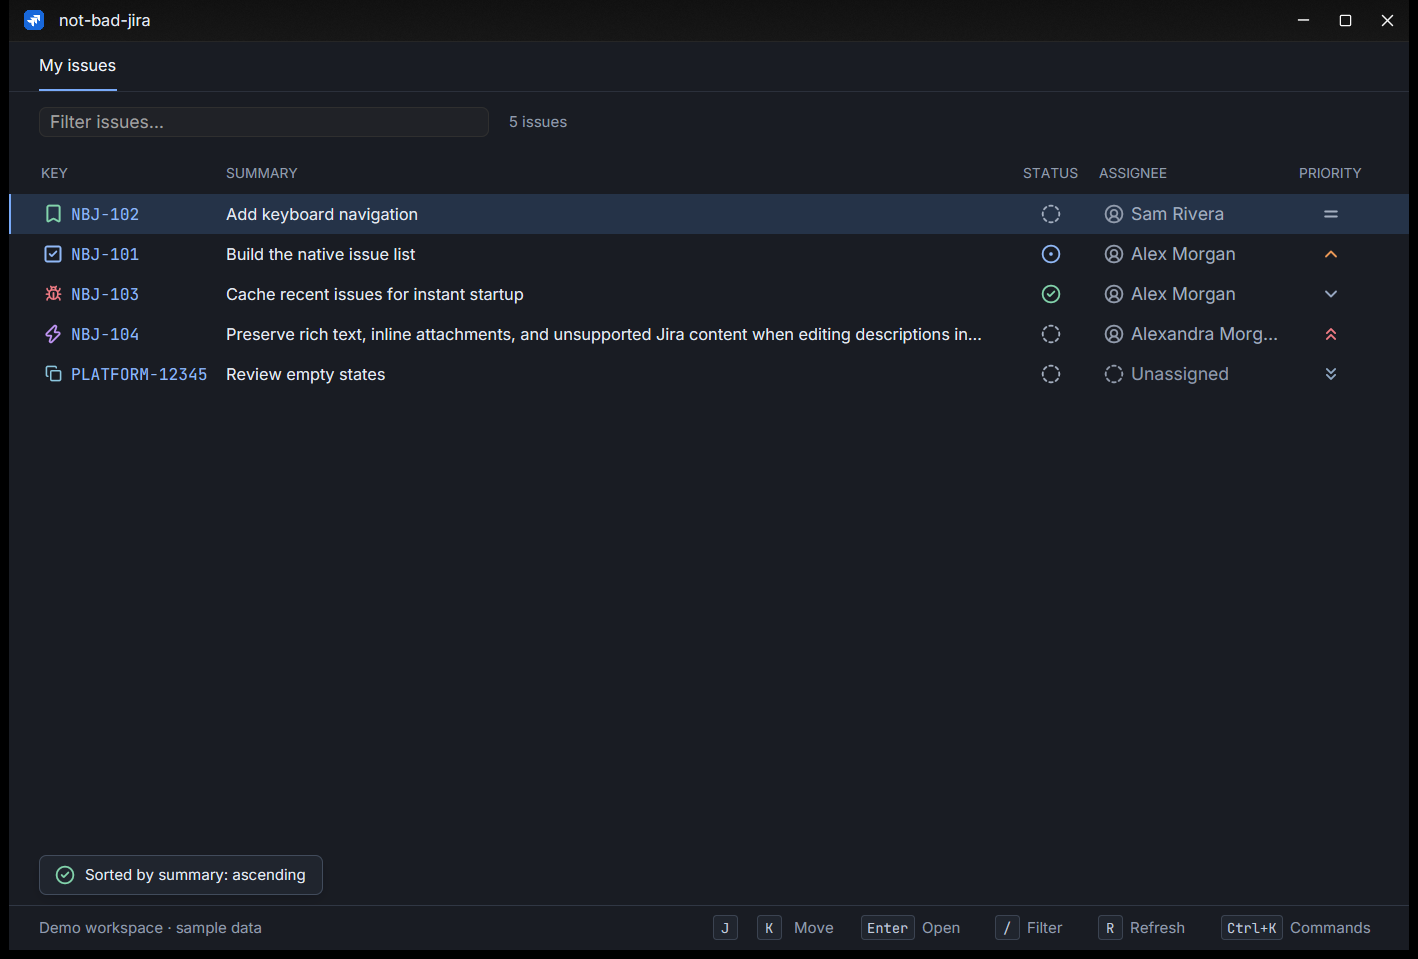 not-bad-jira
My issues
Filter issues...
5 issues
KEY SUMMARY STATUS ASSIGNEE PRIORITY
NBJ-102 Add keyboard navigation Sam Rivera
NBJ-101 Build the native issue list Alex Morgan
NBJ-103 Cache recent issues for instant startup Alex Morgan
NBJ-104 Preserve rich text, inline attachments, and unsupported Jira content when editing descriptions in... Alexandra Morg...
PLATFORM-12345 Review empty states Unassigned
Sorted by summary: ascending
Demo workspace · sample data J K Move Enter Open / Filter R Refresh Ctrl+K Commands